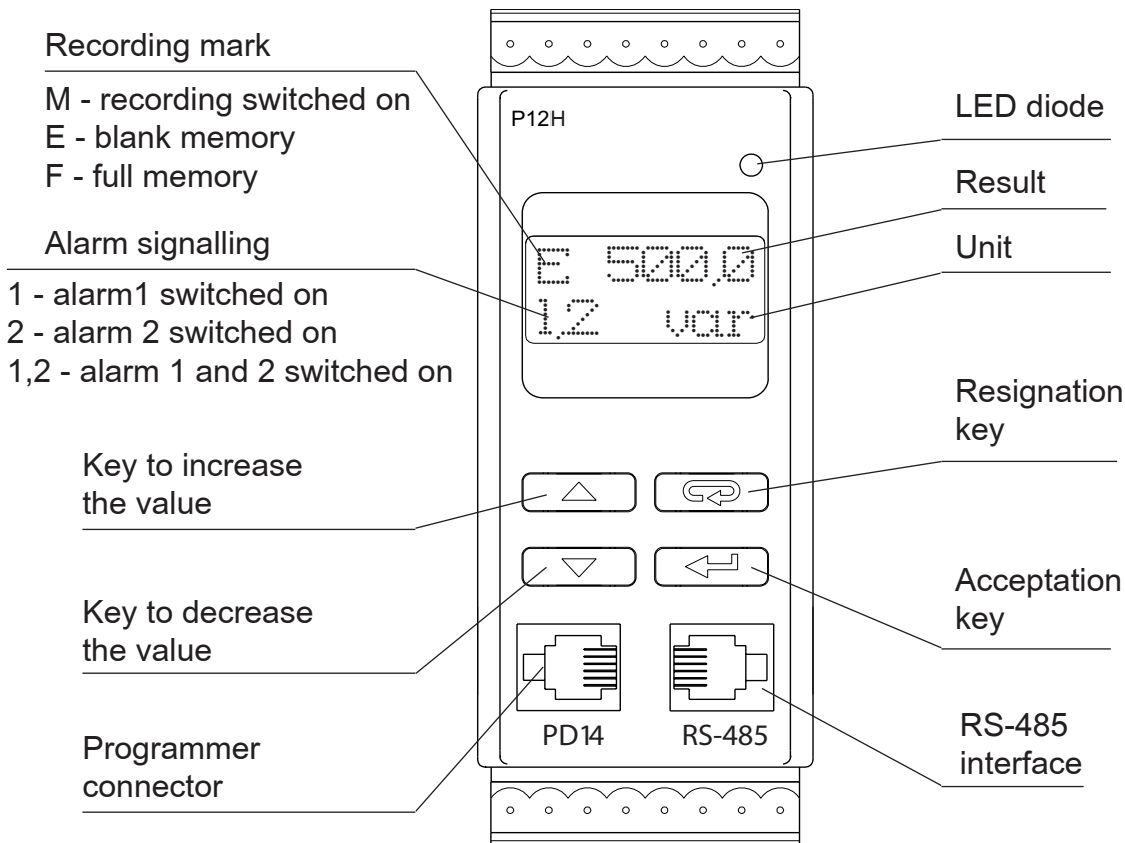 Recording mark
M - recording switched on
E - blank memory
F - full memory
Alarm signalling
1 - alarm1 switched on
2 - alarm 2 switched on
1,2 - alarm 1 and 2 switched on
Key to increase
the value
Key to decrease
the value
Programmer
connector
P12H
E 500,0
1,2 var
PD14 RS-485
LED diode
Result
Unit
Resignation
key
Acceptation
key
RS-485
interface